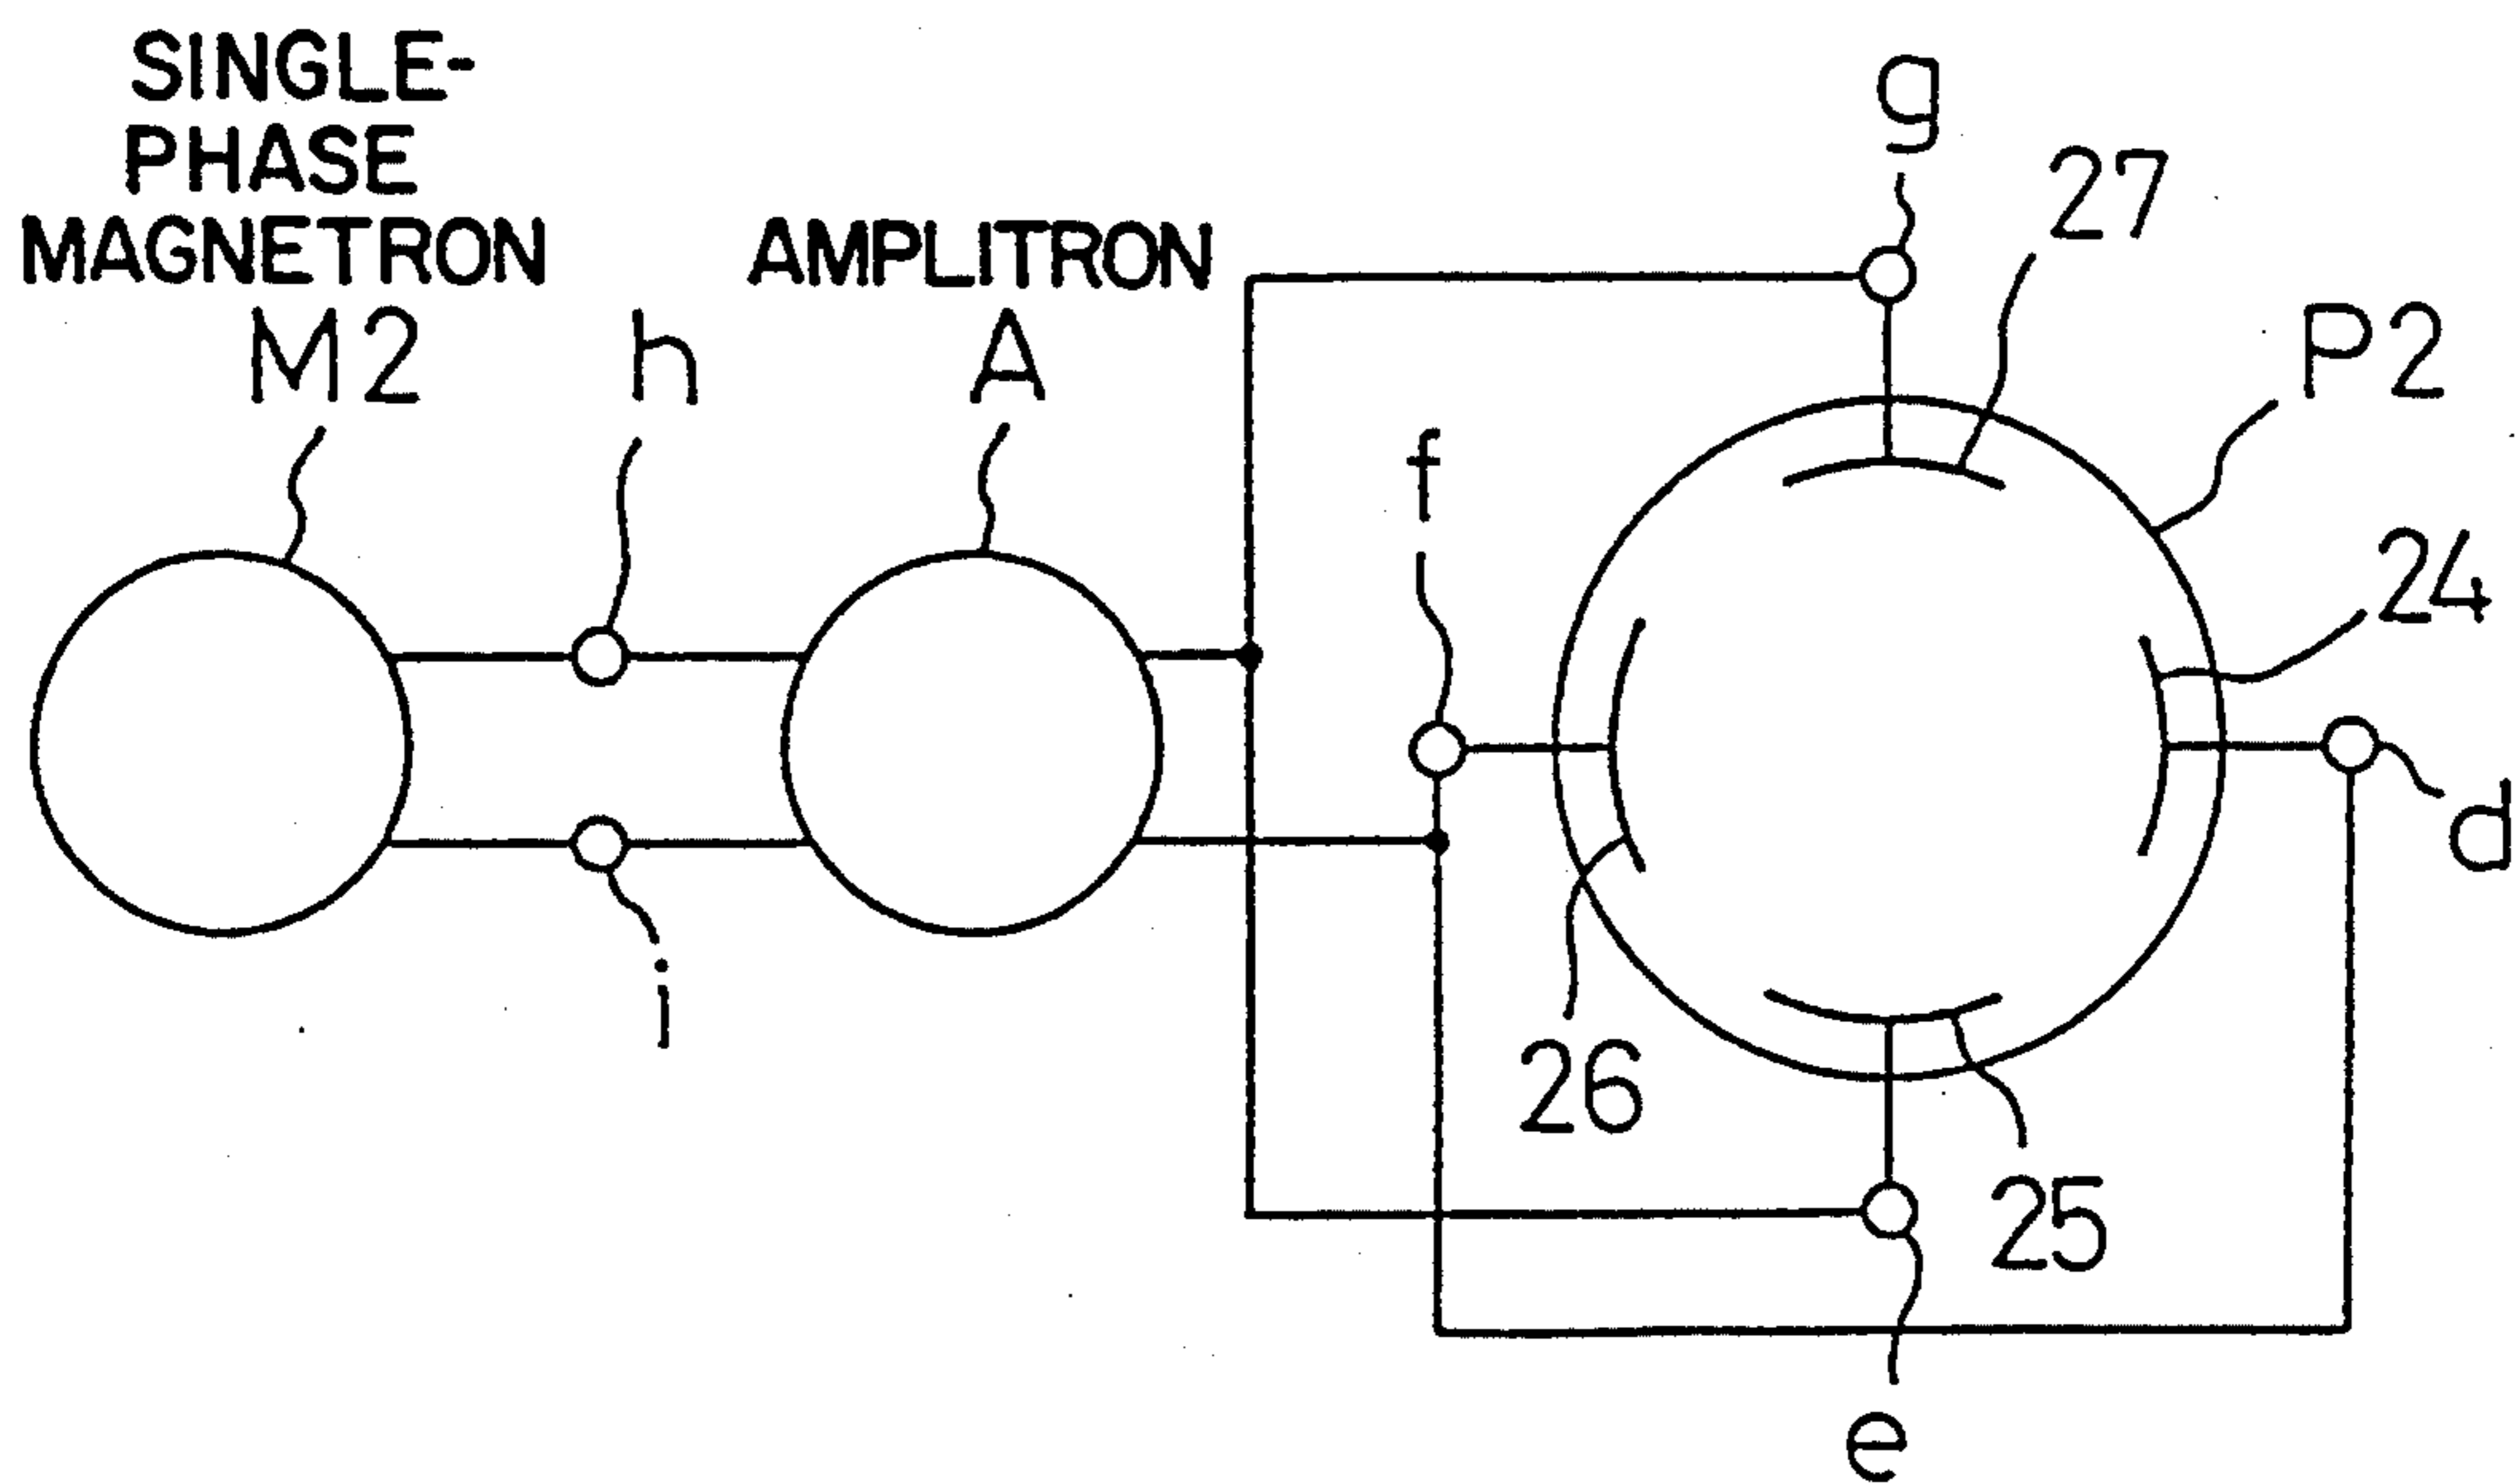 SINGLE-
PHASE
MAGNETRON
M2
h
AMPLITRON
A
g
27
P2
f
24
d
i
26
25
e